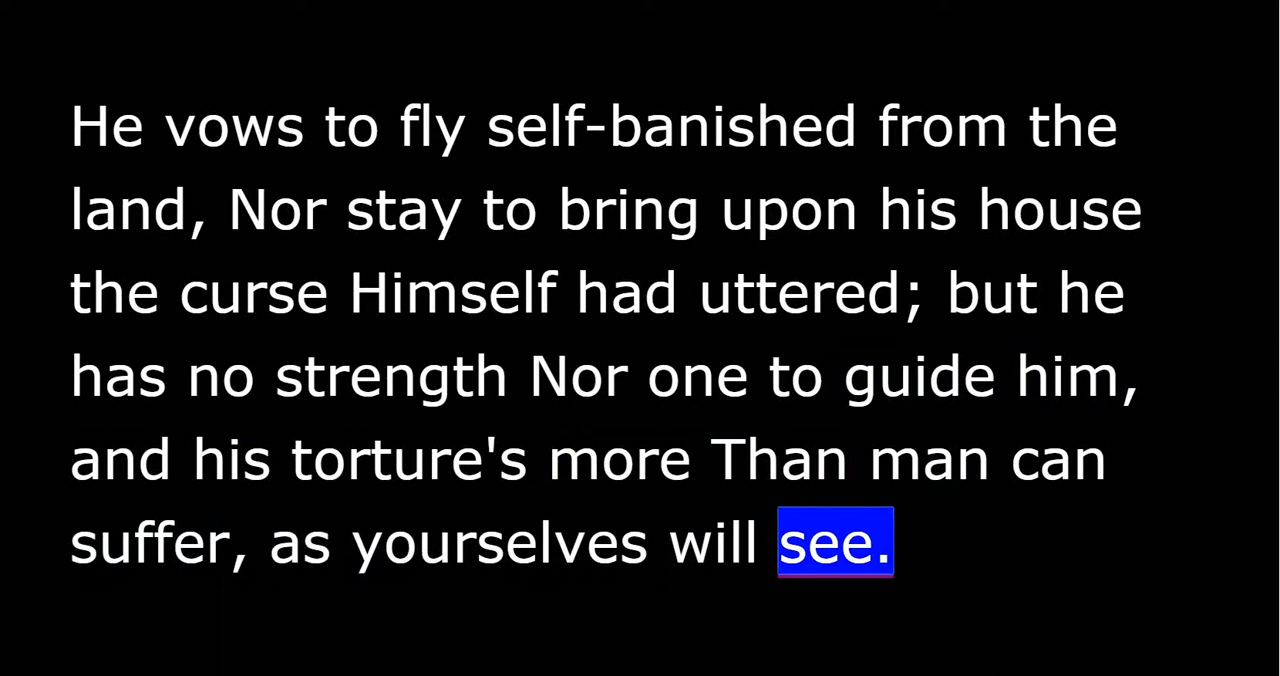 He vows to fly self-banished from the
land, Nor stay to bring upon his house
the curse Himself had uttered; but he
has no strength Nor one to guide him,
and his torture's more Than man can
suffer, as yourselves will see.